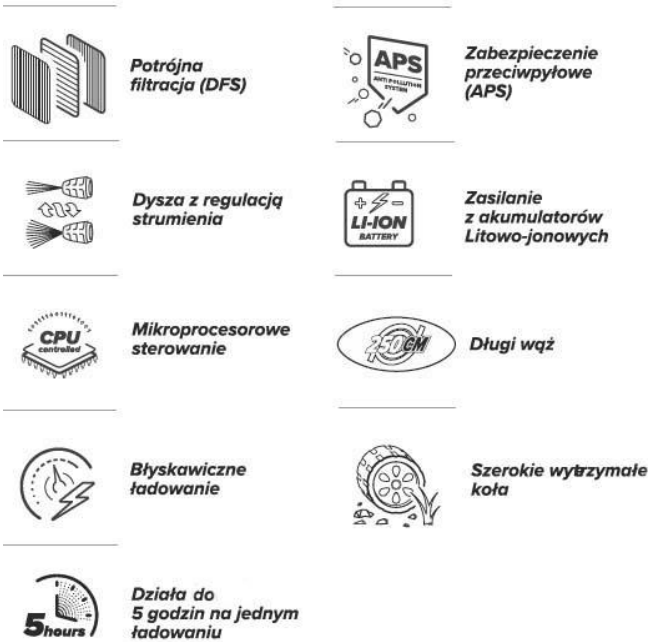 Potrójna
filtracja (DFS)
APS
ANTI POLLUTION
SYSTEM
Zabezpieczenie
przeciwpyłowe
(APS)
Dysza z regulacją
strumienia
+ -
LI-ION
BATTERY
Zasilanie
z akumulatorów
Litowo-jonowych
CPU
controlled
Mikroprocesorowe
sterowanie
250CM
Długi wąż
Błyskawiczne
ładowanie
Szerokie wytrzymałe
koła
5hours
Działa do
5 godzin na jednym
ładowaniu